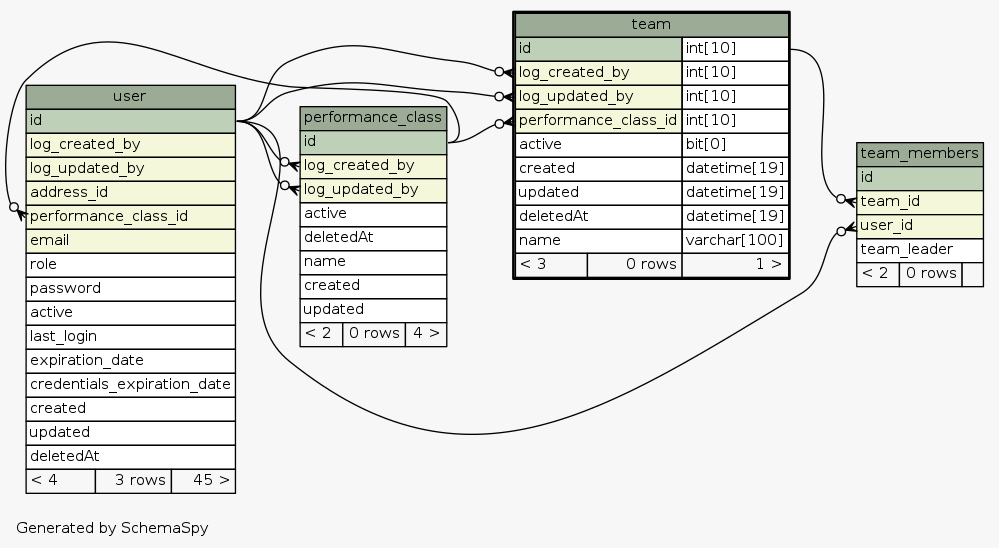 team
id int[10]
log_created_by int[10]
log_updated_by int[10]
performance_class_id int[10]
active bit[0]
created datetime[19]
updated datetime[19]
deletedAt datetime[19]
name varchar[100]
< 3 0 rows 1 >
user
id
log_created_by
log_updated_by
address_id
performance_class_id
email
role
password
active
last_login
expiration_date
credentials_expiration_date
created
updated
deletedAt
< 4 3 rows 45 >
performance_class
id
log_created_by
log_updated_by
active
deletedAt
name
created
updated
< 2 0 rows 4 >
team_members
id
team_id
user_id
team_leader
< 2 0 rows
Generated by SchemaSpy